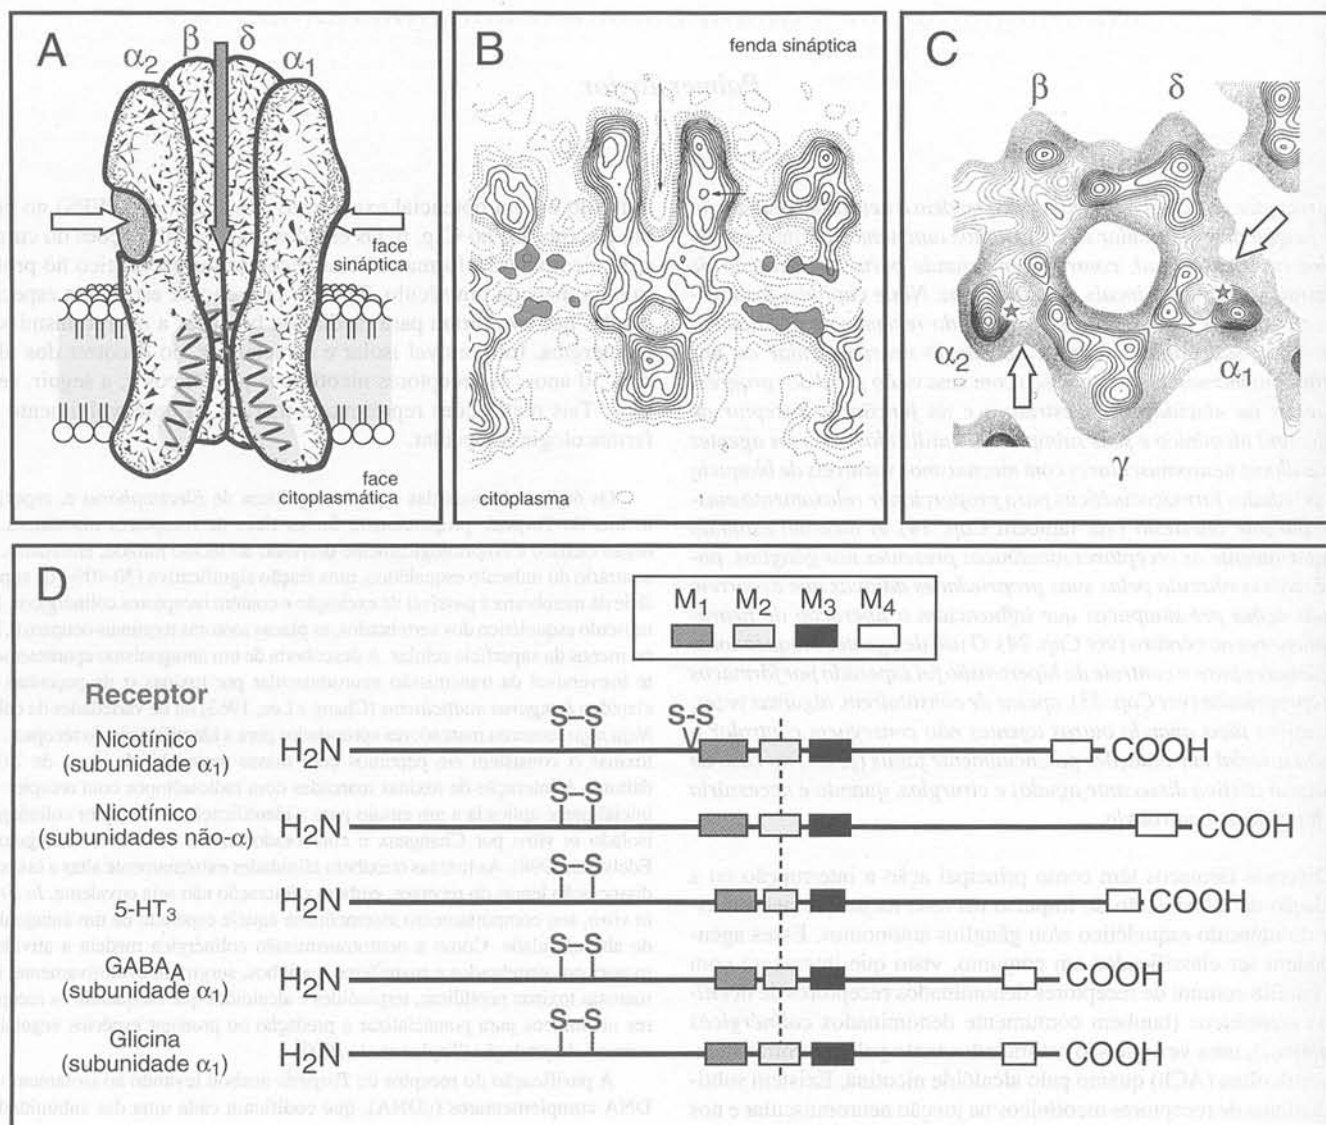 A
α2 β δ α1
face
sináptica
face
citoplasmática
B
fenda sináptica
citoplasma
C
β δ
α2 α1
γ
D
M1 M2 M3 M4
Receptor
S–S S-S
Nicotínico
(subunidade α1)
H2N COOH
S–S
Nicotínico
(subunidades não-α)
H2N COOH
S–S
5-HT3
H2N COOH
S–S
GABAA
(subunidade α1)
H2N COOH
S–S
Glicina
(subunidade α1)
H2N COOH